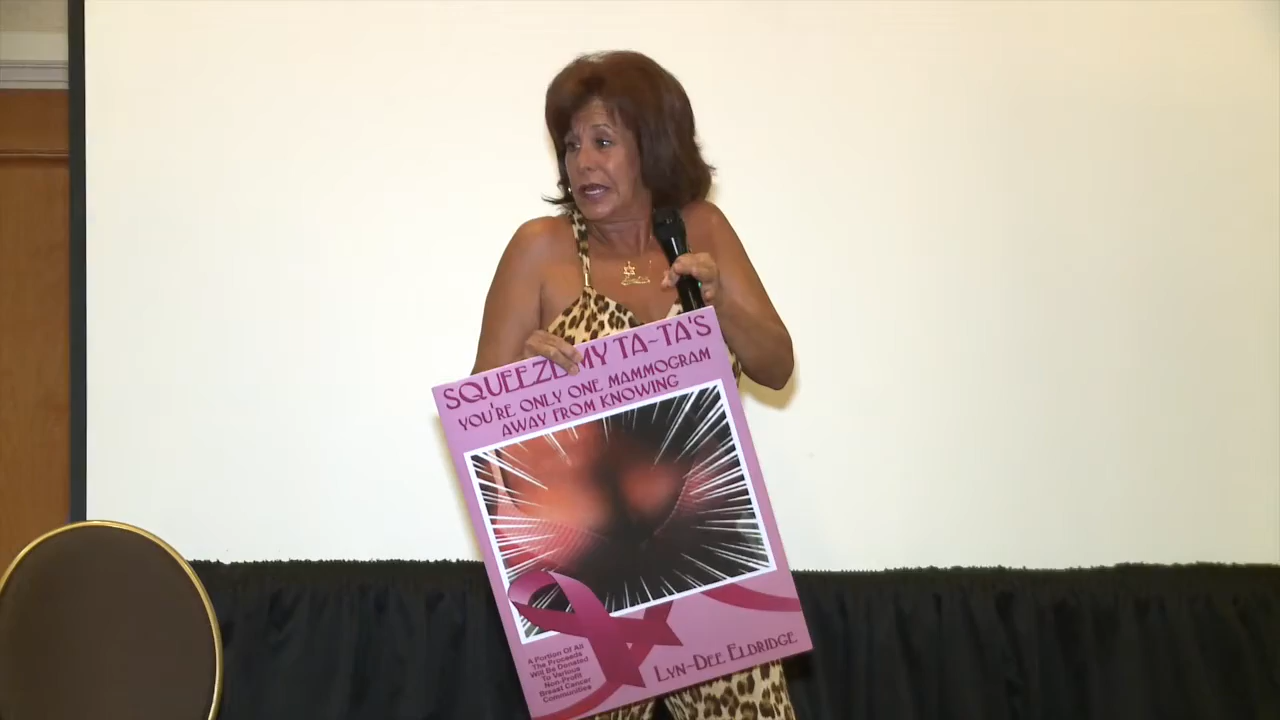 SQUEEZE MY TA~TA'S
YOU'RE ONLY ONE MAMMOGRAM
AWAY FROM KNOWING
A Portion Of All
The Proceeds
Will Be Donated
To Various
Non-Profit
Breast Cancer
Communities
LYN-DEE ELDRIDGE